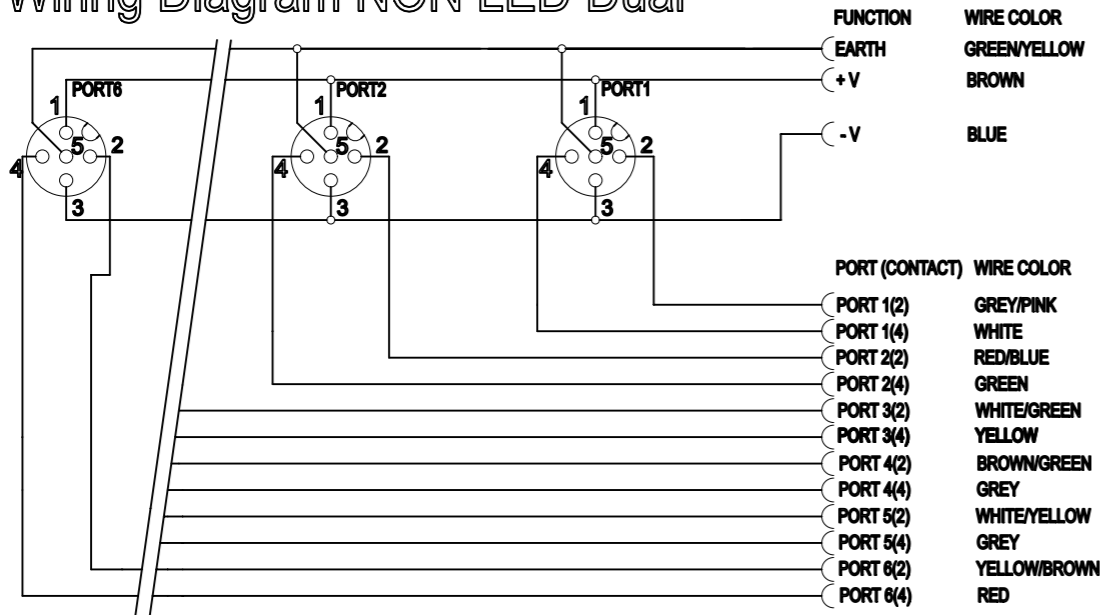 Wiring Diagram NON LED Dual
FUNCTION WIRE COLOR
EARTH GREEN/YELLOW
+ V BROWN
- V BLUE
PORT6
1
5
2
4
3
PORT2
1
5
2
4
3
PORT1
1
5
2
4
3
PORT (CONTACT) WIRE COLOR
PORT 1(2) GREY/PINK
PORT 1(4) WHITE
PORT 2(2) RED/BLUE
PORT 2(4) GREEN
PORT 3(2) WHITE/GREEN
PORT 3(4) YELLOW
PORT 4(2) BROWN/GREEN
PORT 4(4) GREY
PORT 5(2) WHITE/YELLOW
PORT 5(4) GREY
PORT 6(2) YELLOW/BROWN
PORT 6(4) RED